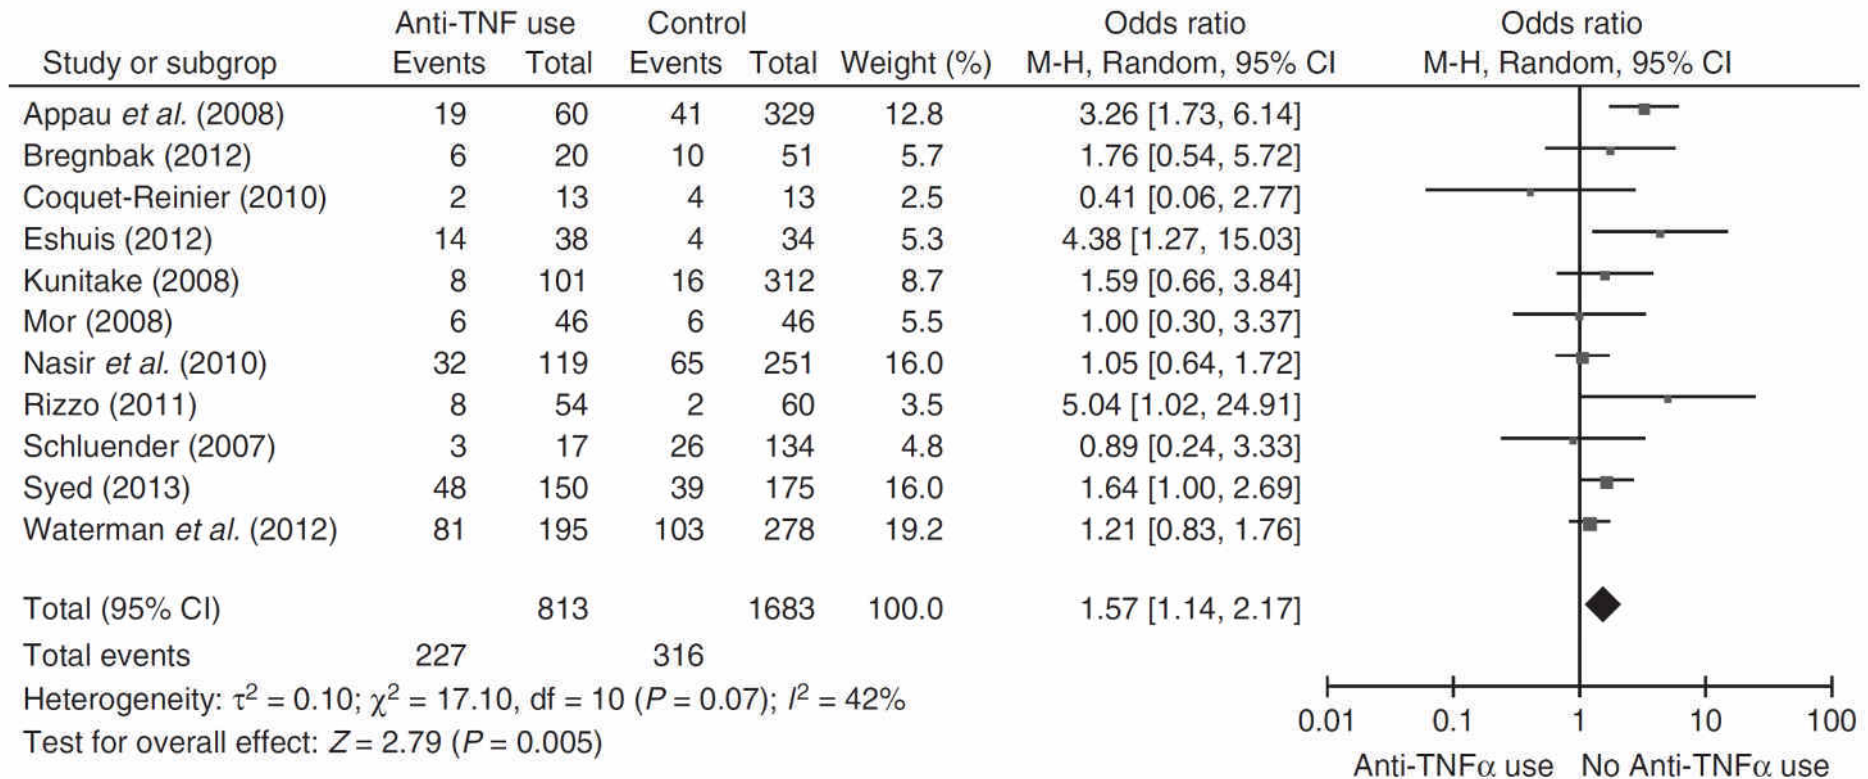 Anti-TNF use Control Odds ratio Odds ratio
Study or subgrop Events Total Events Total Weight (%) M-H, Random, 95% CI M-H, Random, 95% CI
Appau et al. (2008) 19 60 41 329 12.8 3.26 [1.73, 6.14]
Bregnbak (2012) 6 20 10 51 5.7 1.76 [0.54, 5.72]
Coquet-Reinier (2010) 2 13 4 13 2.5 0.41 [0.06, 2.77]
Eshuis (2012) 14 38 4 34 5.3 4.38 [1.27, 15.03]
Kunitake (2008) 8 101 16 312 8.7 1.59 [0.66, 3.84]
Mor (2008) 6 46 6 46 5.5 1.00 [0.30, 3.37]
Nasir et al. (2010) 32 119 65 251 16.0 1.05 [0.64, 1.72]
Rizzo (2011) 8 54 2 60 3.5 5.04 [1.02, 24.91]
Schluender (2007) 3 17 26 134 4.8 0.89 [0.24, 3.33]
Syed (2013) 48 150 39 175 16.0 1.64 [1.00, 2.69]
Waterman et al. (2012) 81 195 103 278 19.2 1.21 [0.83, 1.76]
Total (95% CI) 813 1683 100.0 1.57 [1.14, 2.17]
Total events 227 316
Heterogeneity: τ² = 0.10; χ² = 17.10, df = 10 (P = 0.07); I² = 42%
Test for overall effect: Z = 2.79 (P = 0.005)
0.01 0.1 1 10 100
Anti-TNFα use No Anti-TNFα use